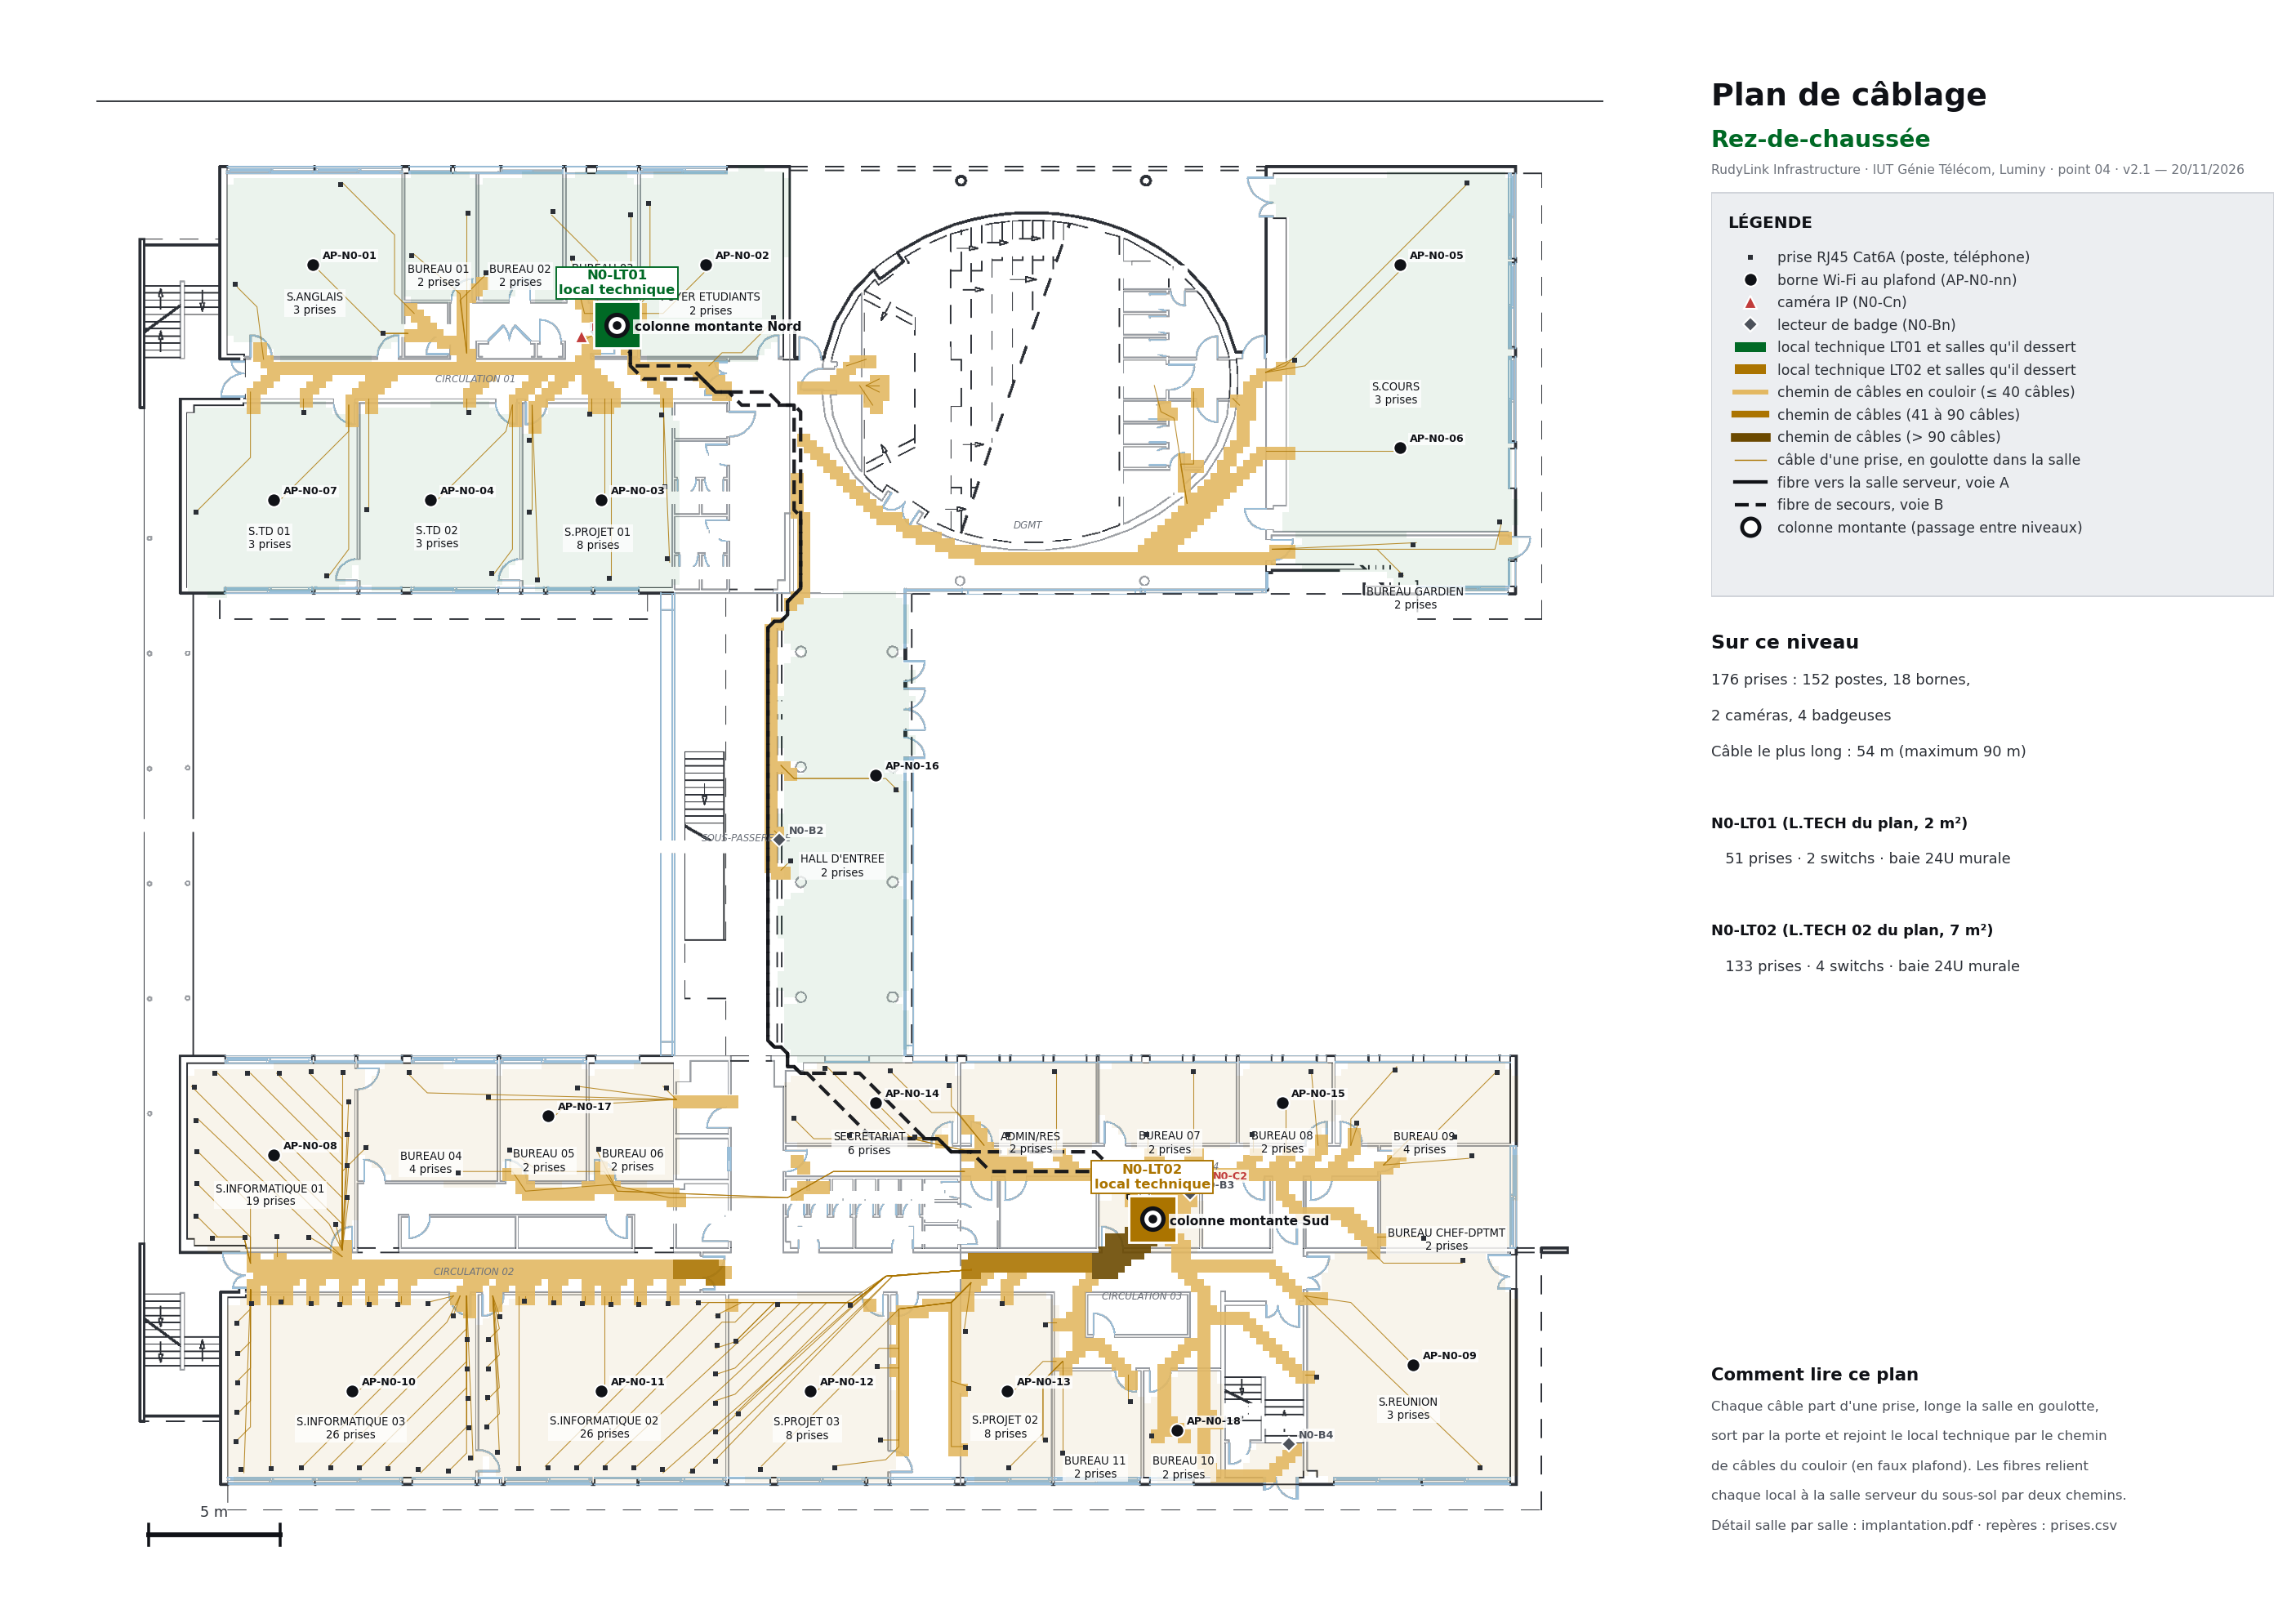 Plan de câblage
Rez-de-chaussée
RudyLink Infrastructure · IUT Génie Télécom, Luminy · point 04 · v2.1 — 20/11/2026
LÉGENDE
prise RJ45 Cat6A (poste, téléphone)
borne Wi-Fi au plafond (AP-N0-nn)
caméra IP (N0-Cn)
lecteur de badge (N0-Bn)
local technique LT01 et salles qu'il dessert
local technique LT02 et salles qu'il dessert
chemin de câbles en couloir (≤ 40 câbles)
chemin de câbles (41 à 90 câbles)
chemin de câbles (> 90 câbles)
câble d'une prise, en goulotte dans la salle
fibre vers la salle serveur, voie A
fibre de secours, voie B
colonne montante (passage entre niveaux)
Sur ce niveau
176 prises : 152 postes, 18 bornes,
2 caméras, 4 badgeuses
Câble le plus long : 54 m (maximum 90 m)
N0-LT01 (L.TECH du plan, 2 m²)
51 prises · 2 switchs · baie 24U murale
N0-LT02 (L.TECH 02 du plan, 7 m²)
133 prises · 4 switchs · baie 24U murale
Comment lire ce plan
Chaque câble part d'une prise, longe la salle en goulotte,
sort par la porte et rejoint le local technique par le chemin
de câbles du couloir (en faux plafond). Les fibres relient
chaque local à la salle serveur du sous-sol par deux chemins.
Détail salle par salle : implantation.pdf · repères : prises.csv
AP-N0-01
S.ANGLAIS
3 prises
BUREAU 01
2 prises
BUREAU 02
2 prises
N0-LT01
local technique
AP-N0-02
ETUDIANTS
2 prises
colonne montante Nord
CIRCULATION 01
AP-N0-05
S.COURS
3 prises
AP-N0-06
AP-N0-07
S.TD 01
3 prises
AP-N0-04
S.TD 02
3 prises
AP-N0-03
S.PROJET 01
8 prises
DGMT
BUREAU GARDIEN
2 prises
AP-N0-16
N0-B2
HALL D'ENTREE
2 prises
AP-N0-08
S.INFORMATIQUE 01
19 prises
AP-N0-17
BUREAU 04
4 prises
BUREAU 05
2 prises
BUREAU 06
2 prises
AP-N0-14
SECRETARIAT
6 prises
ADMIN/RES
2 prises
BUREAU 07
2 prises
AP-N0-15
BUREAU 08
2 prises
BUREAU 09
4 prises
N0-LT02
local technique
N0-C2
-B3
colonne montante Sud
BUREAU CHEF-DPTMT
2 prises
CIRCULATION 02
CIRCULATION 03
AP-N0-10
S.INFORMATIQUE 03
26 prises
AP-N0-11
S.INFORMATIQUE 02
26 prises
AP-N0-12
S.PROJET 03
8 prises
AP-N0-13
S.PROJET 02
8 prises
AP-N0-09
S.REUNION
3 prises
AP-N0-18
N0-B4
BUREAU 11
2 prises
BUREAU 10
2 prises
5 m